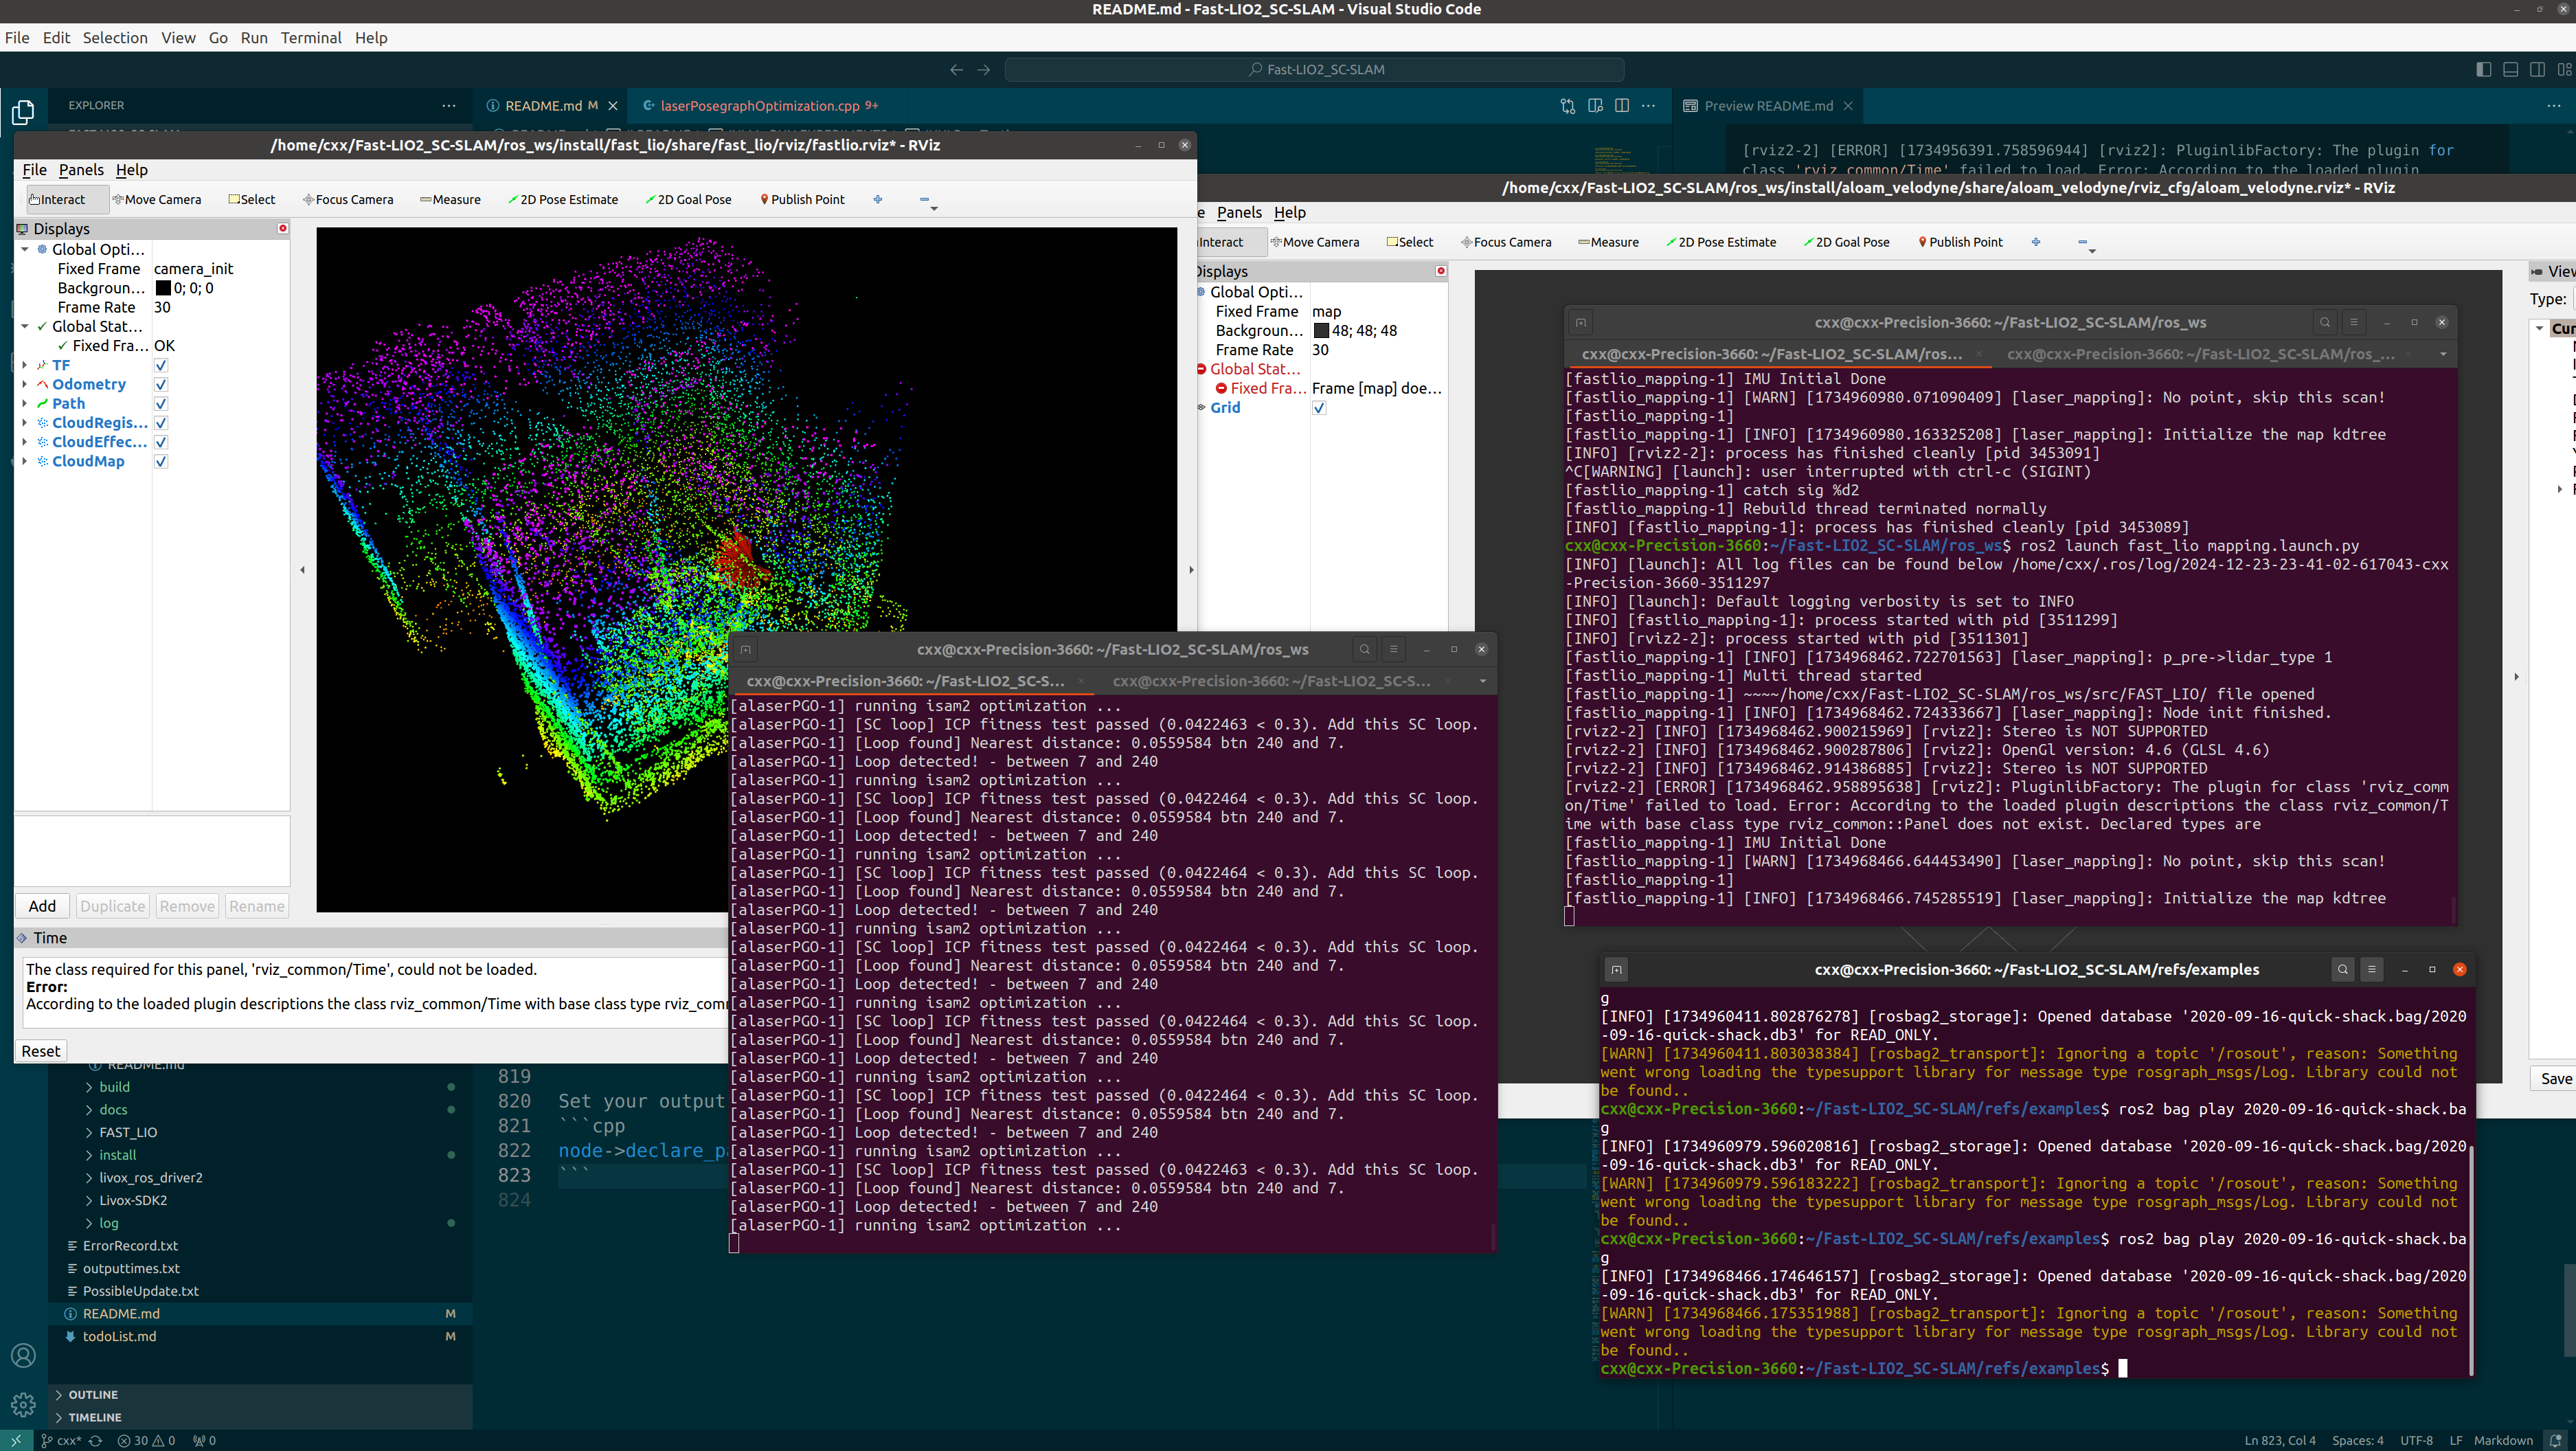 README.md - Fast-LIO2_SC-SLAM - Visual Studio Code
File Edit Selection View Go Run Terminal Help
Fast-LIO2_SC-SLAM
EXPLORER
README.md M
laserPosegraphOptimization.cpp 9+
Preview README.md
[rviz2-2] [ERROR] [1734956391.758596944] [rviz2]: PluginlibFactory: The plugin for
class 'rviz_common/Time' failed to load. Error: According to the loaded plugin
/home/cxx/Fast-LIO2_SC-SLAM/ros_ws/install/fast_lio/share/fast_lio/rviz/fastlio.rviz* - RViz
File Panels Help
Interact Move Camera Select Focus Camera Measure 2D Pose Estimate 2D Goal Pose Publish Point
Displays
Global Opti...
Fixed Frame camera_init
Backgroun... 0; 0; 0
Frame Rate 30
Global Stat...
Fixed Fra... OK
TF
Odometry
Path
CloudRegis...
CloudEffec...
CloudMap
Add Duplicate Remove Rename
Time
The class required for this panel, 'rviz_common/Time', could not be loaded.
Error:
According to the loaded plugin descriptions the class rviz_common/Time with base class type rviz_com
Reset
/home/cxx/Fast-LIO2_SC-SLAM/ros_ws/install/aloam_velodyne/share/aloam_velodyne/rviz_cfg/aloam_velodyne.rviz* - RViz
e Panels Help
Interact Move Camera Select Focus Camera Measure 2D Pose Estimate 2D Goal Pose Publish Point
Displays
Global Opti...
Fixed Frame map
Backgroun... 48; 48; 48
Frame Rate 30
Global Stat...
Fixed Fra... Frame [map] doe...
Grid
Type:
Save
cxx@cxx-Precision-3660: ~/Fast-LIO2_SC-SLAM/ros_ws
cxx@cxx-Precision-3660: ~/Fast-LIO2_SC-SLAM/ros... cxx@cxx-Precision-3660: ~/Fast-LIO2_SC-SLAM/ros_...
[fastlio_mapping-1] IMU Initial Done
[fastlio_mapping-1] [WARN] [1734960980.071090409] [laser_mapping]: No point, skip this scan!
[fastlio_mapping-1]
[fastlio_mapping-1] [INFO] [1734960980.163325208] [laser_mapping]: Initialize the map kdtree
[INFO] [rviz2-2]: process has finished cleanly [pid 3453091]
^C[WARNING] [launch]: user interrupted with ctrl-c (SIGINT)
[fastlio_mapping-1] catch sig %d2
[fastlio_mapping-1] Rebuild thread terminated normally
[INFO] [fastlio_mapping-1]: process has finished cleanly [pid 3453089]
cxx@cxx-Precision-3660:~/Fast-LIO2_SC-SLAM/ros_ws$ ros2 launch fast_lio mapping.launch.py
[INFO] [launch]: All log files can be found below /home/cxx/.ros/log/2024-12-23-23-41-02-617043-cxx
-Precision-3660-3511297
[INFO] [launch]: Default logging verbosity is set to INFO
[INFO] [fastlio_mapping-1]: process started with pid [3511299]
[INFO] [rviz2-2]: process started with pid [3511301]
[fastlio_mapping-1] [INFO] [1734968462.722701563] [laser_mapping]: p_pre->lidar_type 1
[fastlio_mapping-1] Multi thread started
[fastlio_mapping-1] ~~~~/home/cxx/Fast-LIO2_SC-SLAM/ros_ws/src/FAST_LIO/ file opened
[fastlio_mapping-1] [INFO] [1734968462.724333667] [laser_mapping]: Node init finished.
[rviz2-2] [INFO] [1734968462.900215969] [rviz2]: Stereo is NOT SUPPORTED
[rviz2-2] [INFO] [1734968462.900287806] [rviz2]: OpenGl version: 4.6 (GLSL 4.6)
[rviz2-2] [INFO] [1734968462.914386885] [rviz2]: Stereo is NOT SUPPORTED
[rviz2-2] [ERROR] [1734968462.958895638] [rviz2]: PluginlibFactory: The plugin for class 'rviz_comm
on/Time' failed to load. Error: According to the loaded plugin descriptions the class rviz_common/T
ime with base class type rviz_common::Panel does not exist. Declared types are
[fastlio_mapping-1] IMU Initial Done
[fastlio_mapping-1] [WARN] [1734968466.644453490] [laser_mapping]: No point, skip this scan!
[fastlio_mapping-1]
[fastlio_mapping-1] [INFO] [1734968466.745285519] [laser_mapping]: Initialize the map kdtree
cxx@cxx-Precision-3660: ~/Fast-LIO2_SC-SLAM/ros_ws
cxx@cxx-Precision-3660: ~/Fast-LIO2_SC-S... cxx@cxx-Precision-3660: ~/Fast-LIO2_SC-S...
[alaserPGO-1] running isam2 optimization ...
[alaserPGO-1] [SC loop] ICP fitness test passed (0.0422463 < 0.3). Add this SC loop.
[alaserPGO-1] [Loop found] Nearest distance: 0.0559584 btn 240 and 7.
[alaserPGO-1] Loop detected! - between 7 and 240
[alaserPGO-1] running isam2 optimization ...
[alaserPGO-1] [SC loop] ICP fitness test passed (0.0422464 < 0.3). Add this SC loop.
[alaserPGO-1] [Loop found] Nearest distance: 0.0559584 btn 240 and 7.
[alaserPGO-1] Loop detected! - between 7 and 240
[alaserPGO-1] running isam2 optimization ...
[alaserPGO-1] [SC loop] ICP fitness test passed (0.0422464 < 0.3). Add this SC loop.
[alaserPGO-1] [Loop found] Nearest distance: 0.0559584 btn 240 and 7.
[alaserPGO-1] Loop detected! - between 7 and 240
[alaserPGO-1] running isam2 optimization ...
[alaserPGO-1] [SC loop] ICP fitness test passed (0.0422464 < 0.3). Add this SC loop.
[alaserPGO-1] [Loop found] Nearest distance: 0.0559584 btn 240 and 7.
[alaserPGO-1] Loop detected! - between 7 and 240
[alaserPGO-1] running isam2 optimization ...
[alaserPGO-1] [SC loop] ICP fitness test passed (0.0422464 < 0.3). Add this SC loop.
[alaserPGO-1] [Loop found] Nearest distance: 0.0559584 btn 240 and 7.
[alaserPGO-1] Loop detected! - between 7 and 240
[alaserPGO-1] running isam2 optimization ...
[alaserPGO-1] [SC loop] ICP fitness test passed (0.0422464 < 0.3). Add this SC loop.
[alaserPGO-1] [Loop found] Nearest distance: 0.0559584 btn 240 and 7.
[alaserPGO-1] Loop detected! - between 7 and 240
[alaserPGO-1] running isam2 optimization ...
[alaserPGO-1] [SC loop] ICP fitness test passed (0.0422463 < 0.3). Add this SC loop.
[alaserPGO-1] [Loop found] Nearest distance: 0.0559584 btn 240 and 7.
[alaserPGO-1] Loop detected! - between 7 and 240
[alaserPGO-1] running isam2 optimization ...
cxx@cxx-Precision-3660: ~/Fast-LIO2_SC-SLAM/refs/examples
g
[INFO] [1734960411.802876278] [rosbag2_storage]: Opened database '2020-09-16-quick-shack.bag/2020
-09-16-quick-shack.db3' for READ_ONLY.
[WARN] [1734960411.803038384] [rosbag2_transport]: Ignoring a topic '/rosout', reason: Something
went wrong loading the typesupport library for message type rosgraph_msgs/Log. Library could not
be found..
cxx@cxx-Precision-3660:~/Fast-LIO2_SC-SLAM/refs/examples$ ros2 bag play 2020-09-16-quick-shack.ba
g
[INFO] [1734960979.596020816] [rosbag2_storage]: Opened database '2020-09-16-quick-shack.bag/2020
-09-16-quick-shack.db3' for READ_ONLY.
[WARN] [1734960979.596183222] [rosbag2_transport]: Ignoring a topic '/rosout', reason: Something
went wrong loading the typesupport library for message type rosgraph_msgs/Log. Library could not
be found..
cxx@cxx-Precision-3660:~/Fast-LIO2_SC-SLAM/refs/examples$ ros2 bag play 2020-09-16-quick-shack.ba
g
[INFO] [1734968466.174646157] [rosbag2_storage]: Opened database '2020-09-16-quick-shack.bag/2020
-09-16-quick-shack.db3' for READ_ONLY.
[WARN] [1734968466.175351988] [rosbag2_transport]: Ignoring a topic '/rosout', reason: Something
went wrong loading the typesupport library for message type rosgraph_msgs/Log. Library could not
be found..
cxx@cxx-Precision-3660:~/Fast-LIO2_SC-SLAM/refs/examples$
README.md
build
docs
FAST_LIO
install
livox_ros_driver2
Livox-SDK2
log
ErrorRecord.txt
outputtimes.txt
PossibleUpdate.txt
README.md M
todoList.md M
OUTLINE
TIMELINE
819
820 Set your output
821 ```cpp
822 node->declare_pa
823 ```
824
cxx* 30 0 0
Ln 823, Col 4 Spaces: 4 UTF-8 LF Markdown